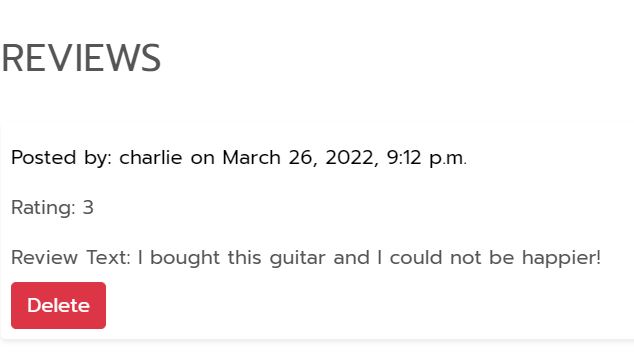 REVIEWS
Posted by: charlie on March 26, 2022, 9:12 p.m.
Rating: 3
Review Text: I bought this guitar and I could not be happier!
Delete